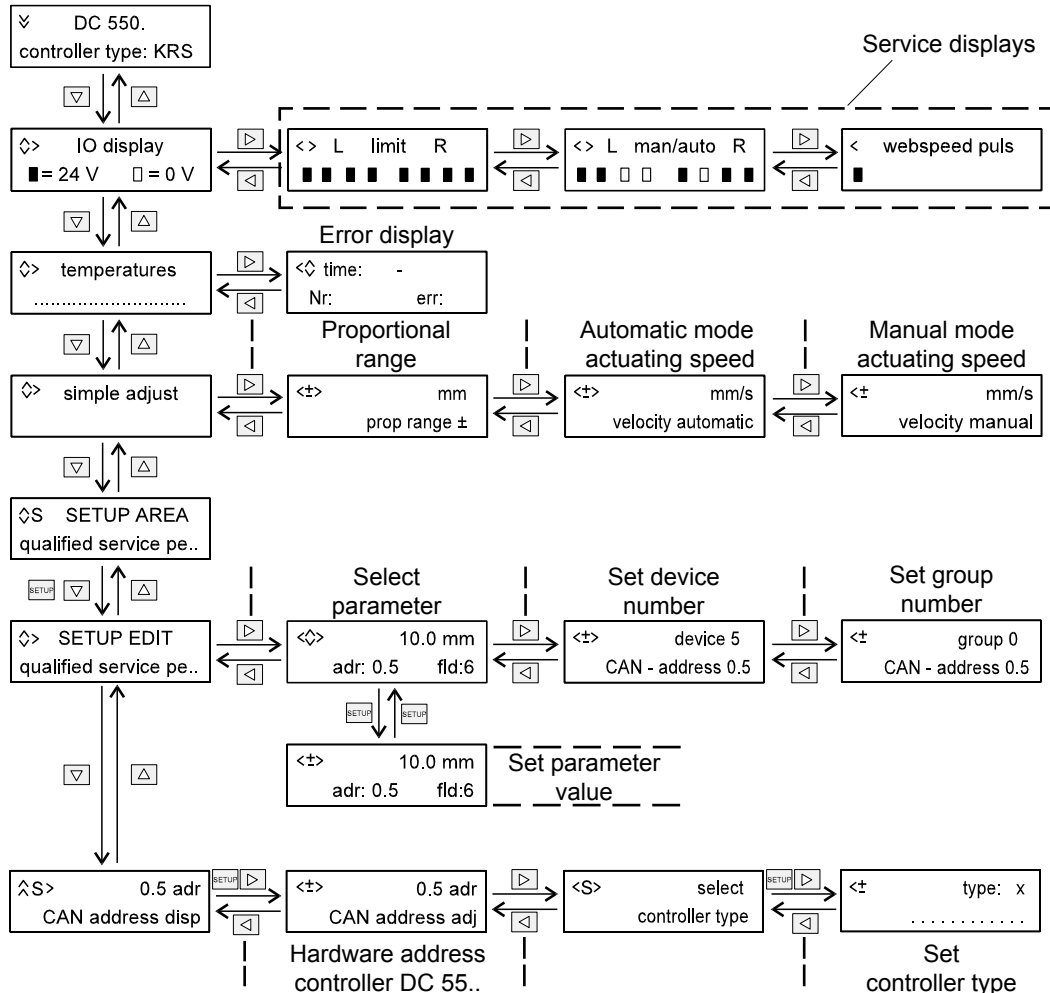 DC 550.
controller type: KRS
Service displays
IO display
= 24 V = 0 V
< > L limit R
< > L man/auto R
< webspeed puls
Error display
> temperatures
...........................
< time: -
Nr: err:
Proportional
range
Automatic mode
actuating speed
Manual mode
actuating speed
> simple adjust
<±> mm
prop range ±
<±> mm/s
velocity automatic
<± mm/s
velocity manual
S SETUP AREA
qualified service pe..
SETUP
Select
parameter
Set device
number
Set group
number
> SETUP EDIT
qualified service pe..
< > 10.0 mm
adr: 0.5 fld:6
<±> device 5
CAN - address 0.5
<± group 0
CAN - address 0.5
SETUP SETUP
<±> 10.0 mm
adr: 0.5 fld:6
Set parameter
value
S> 0.5 adr
CAN address disp
SETUP
<±> 0.5 adr
CAN address adj
<S> select
controller type
SETUP
<± type: x
............
Hardware address
controller DC 55..
Set
controller type